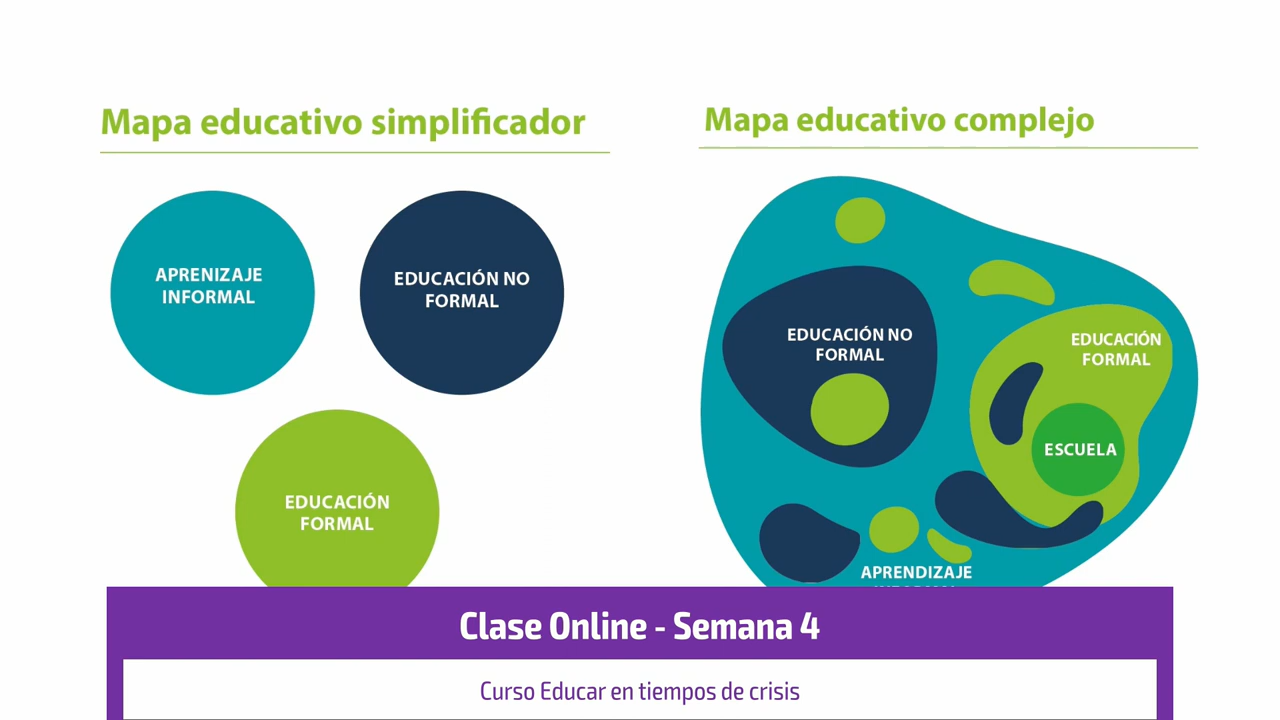 Mapa educativo simplificador
APRENIZAJE
INFORMAL
EDUCACIÓN NO
FORMAL
EDUCACIÓN
FORMAL
Mapa educativo complejo
EDUCACIÓN NO
FORMAL
EDUCACIÓN
FORMAL
ESCUELA
APRENDIZAJE
Clase Online - Semana 4
Curso Educar en tiempos de crisis